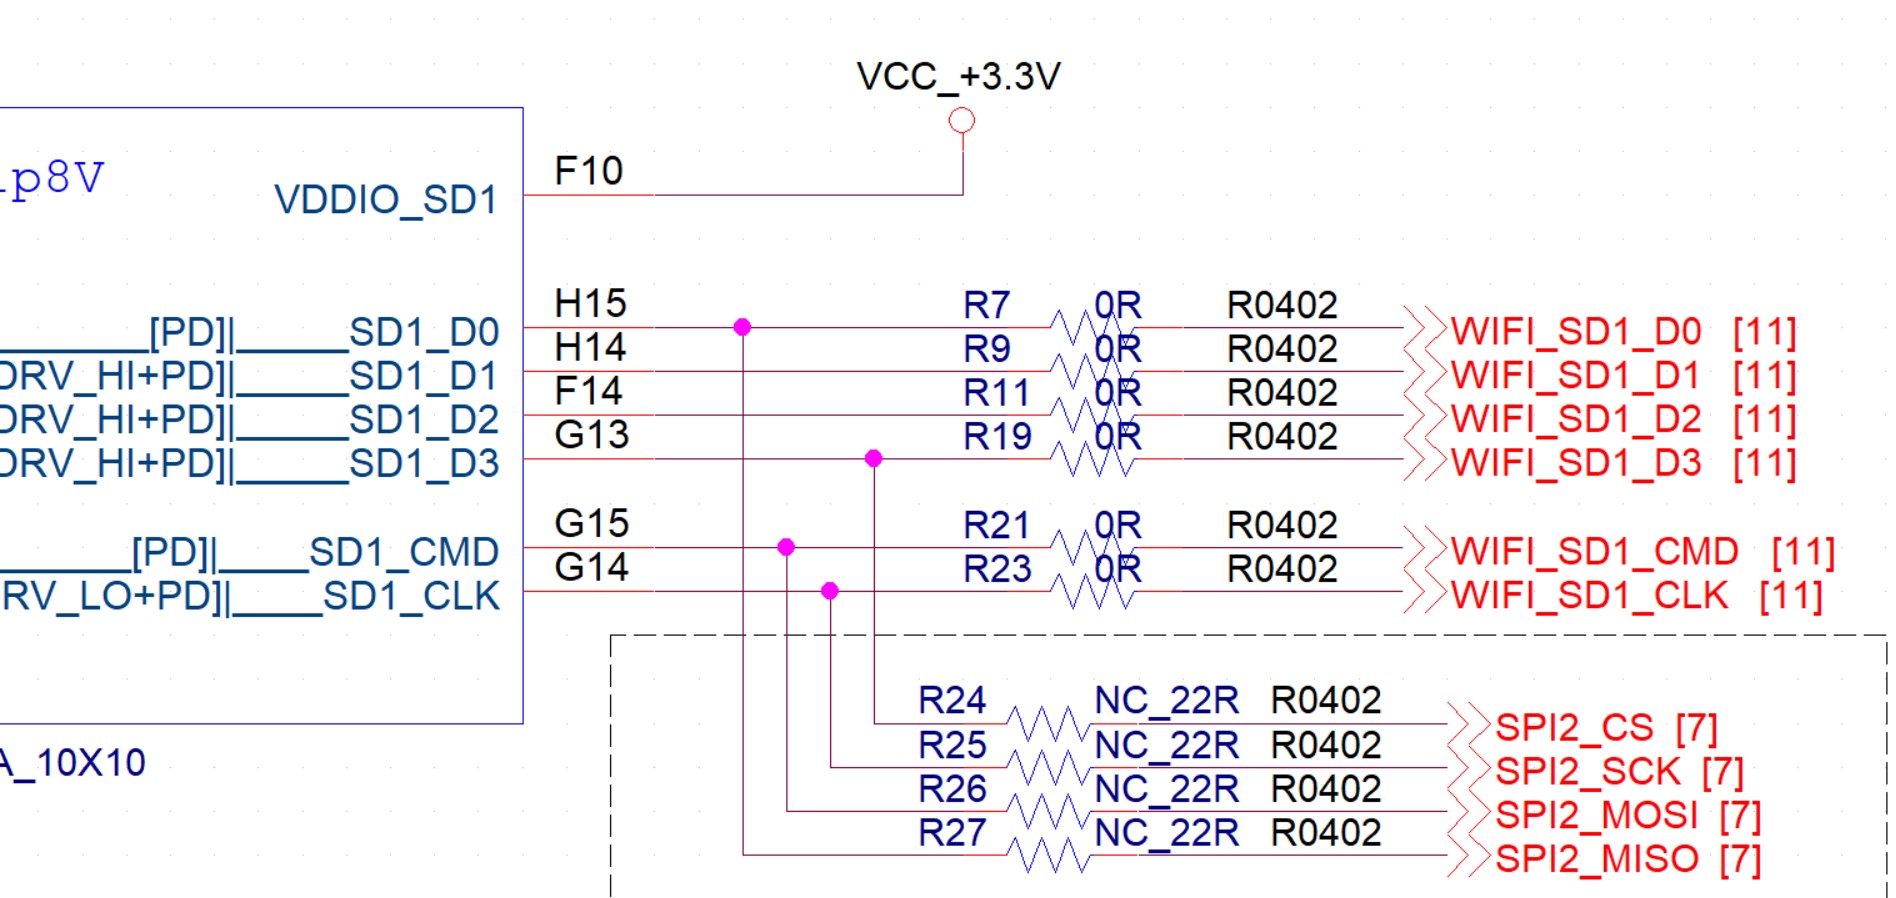 VCC_+3.3V
1p8V
VDDIO_SD1 F10
[PD]|_____SD1_D0 H15 R7 0R R0402 WIFI_SD1_D0 [11]
DRV_HI+PD]|_____SD1_D1 H14 R9 0R R0402 WIFI_SD1_D1 [11]
DRV_HI+PD]|_____SD1_D2 F14 R11 0R R0402 WIFI_SD1_D2 [11]
DRV_HI+PD]|_____SD1_D3 G13 R19 0R R0402 WIFI_SD1_D3 [11]
[PD]|____SD1_CMD G15 R21 0R R0402 WIFI_SD1_CMD [11]
RV_LO+PD]|____SD1_CLK G14 R23 0R R0402 WIFI_SD1_CLK [11]
R24 NC_22R R0402 SPI2_CS [7]
R25 NC_22R R0402 SPI2_SCK [7]
R26 NC_22R R0402 SPI2_MOSI [7]
R27 NC_22R R0402 SPI2_MISO [7]
A_10X10